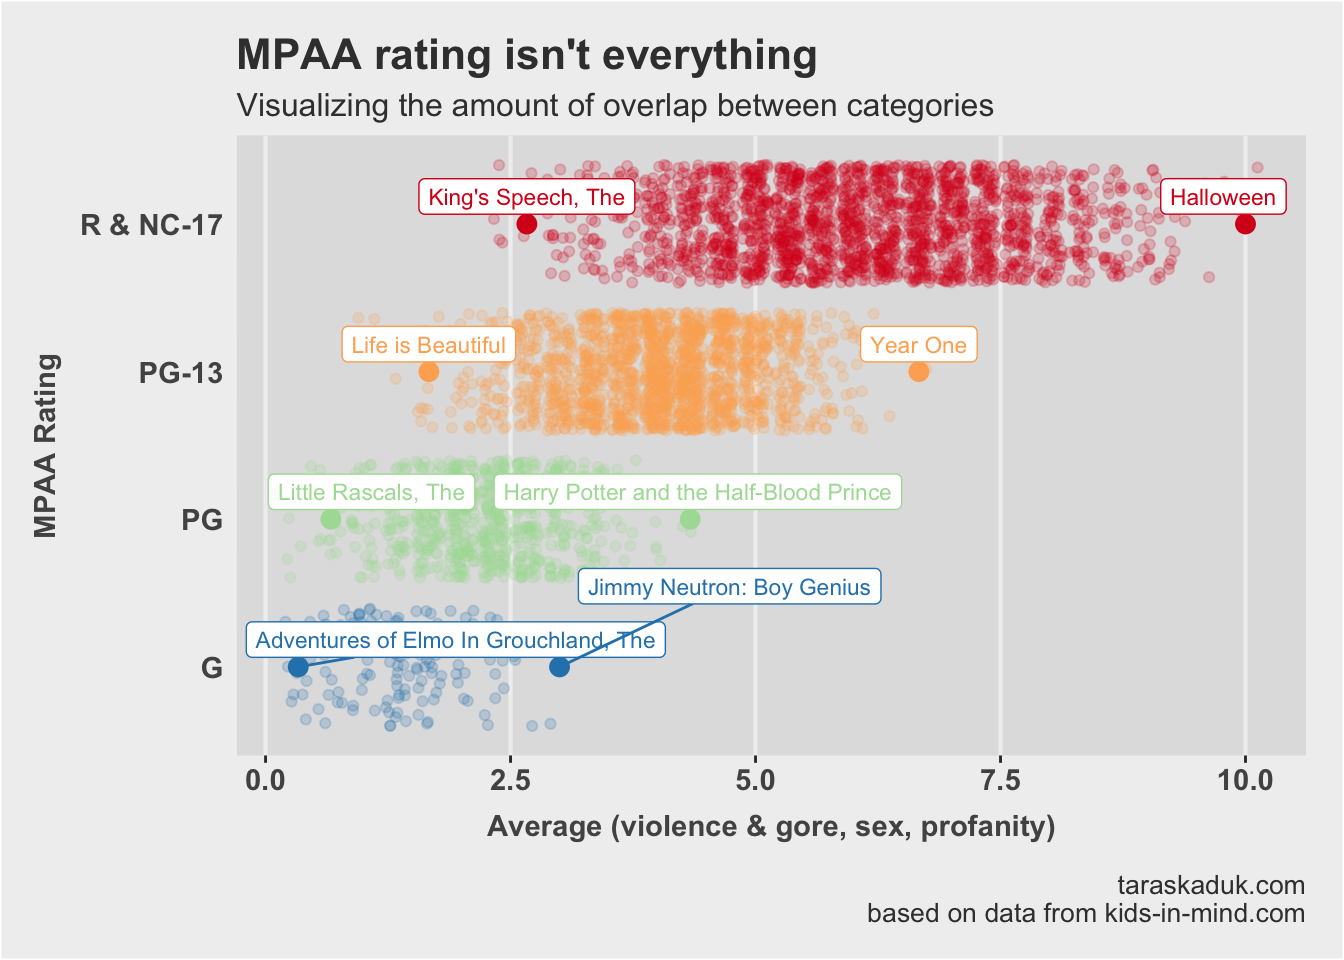 MPAA rating isn't everything
Visualizing the amount of overlap between categories
MPAA Rating
R & NC-17
King's Speech, The
Halloween
PG-13
Life is Beautiful
Year One
PG
Little Rascals, The
Harry Potter and the Half-Blood Prince
Jimmy Neutron: Boy Genius
G
Adventures of Elmo In Grouchland, The
0.0 2.5 5.0 7.5 10.0
Average (violence & gore, sex, profanity)
taraskaduk.com
based on data from kids-in-mind.com